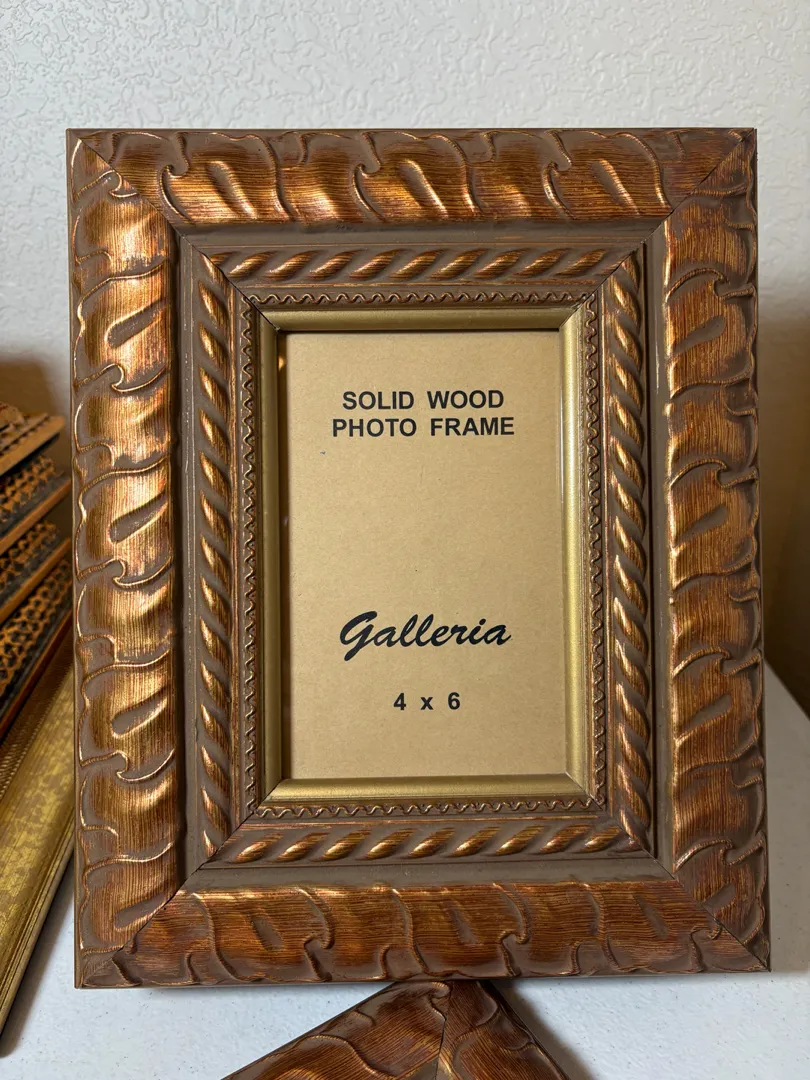 SOLID WOOD
PHOTO FRAME
Galleria
4 x 6